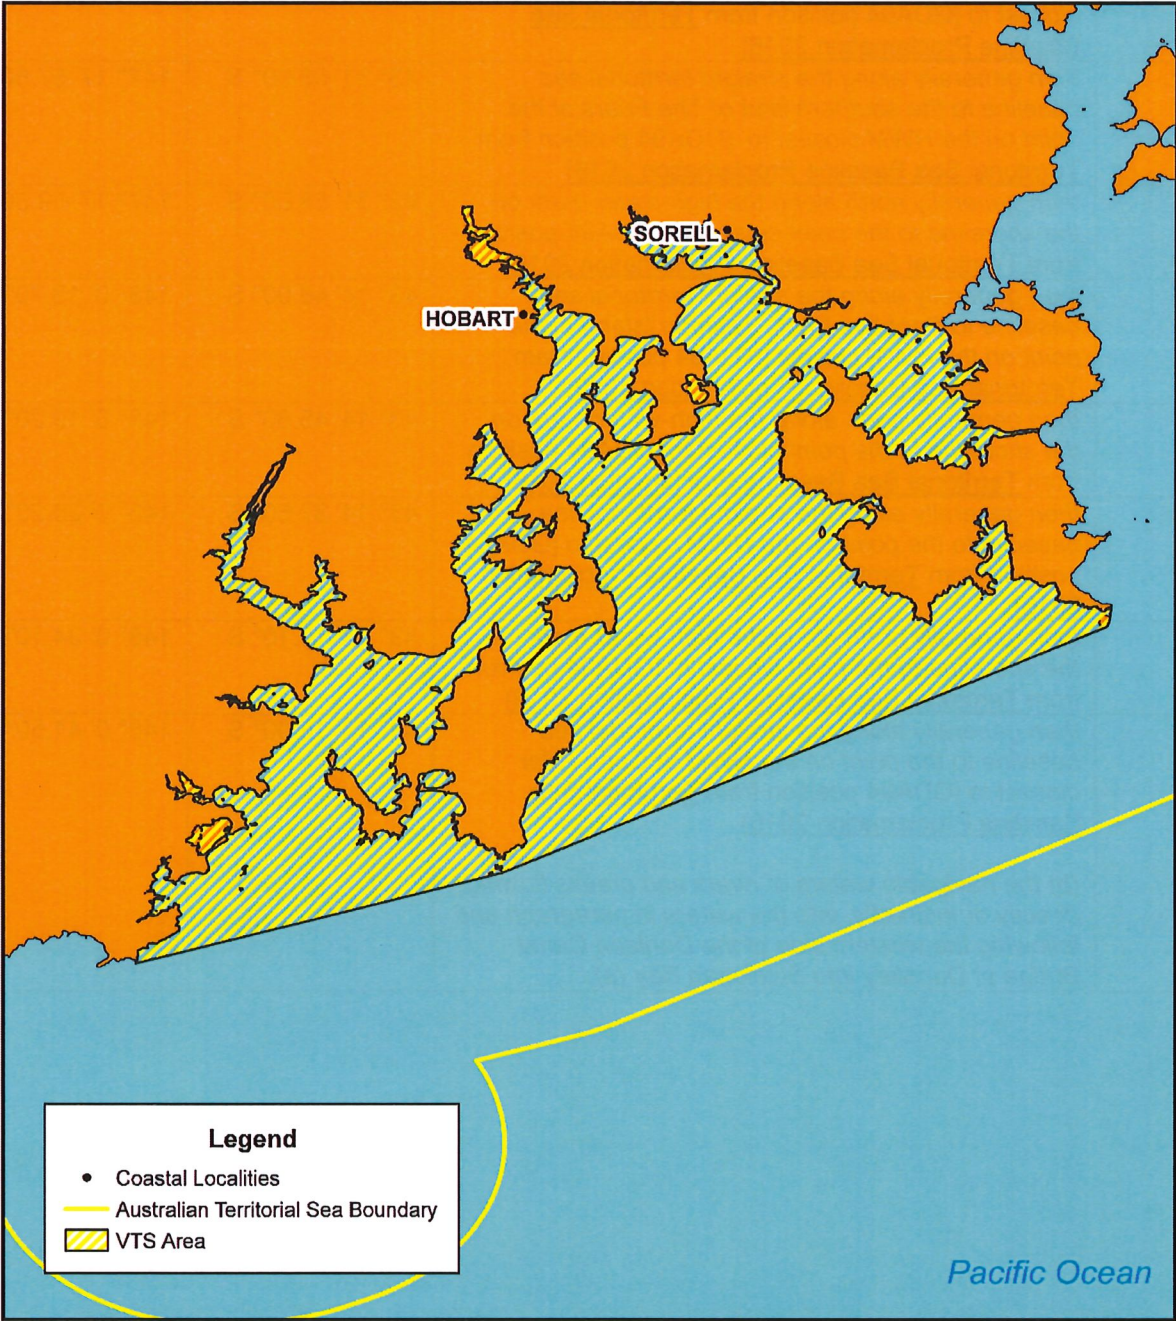 SORELL
HOBART
Legend
Coastal Localities
Australian Territorial Sea Boundary
VTS Area
Pacific Ocean